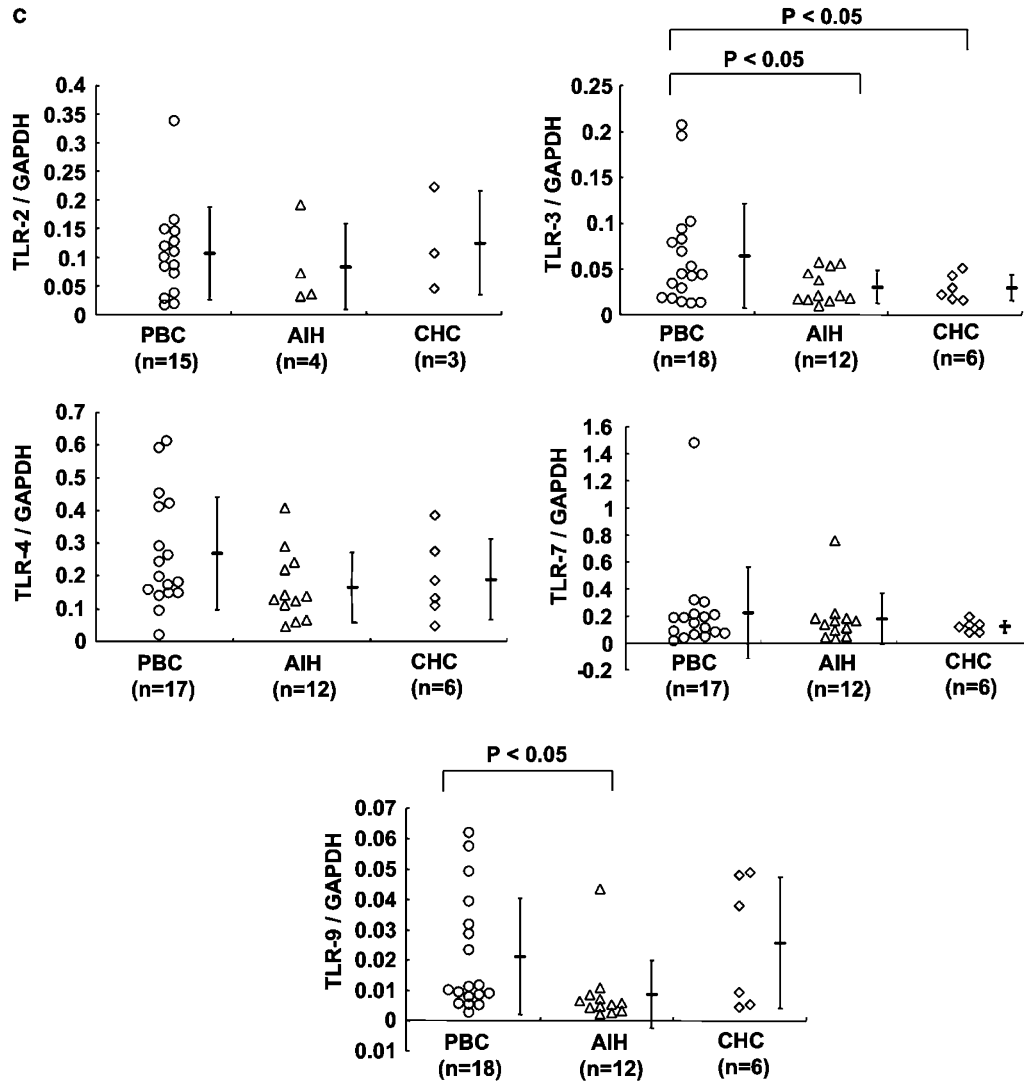 C
P < 0.05
P < 0.05
TLR-2 / GAPDH
0.4
0.35
0.3
0.25
0.2
0.15
0.1
0.05
0
PBC
(n=15)
AIH
(n=4)
CHC
(n=3)
TLR-3 / GAPDH
0.25
0.2
0.15
0.1
0.05
0
PBC
(n=18)
AIH
(n=12)
CHC
(n=6)
TLR-4 / GAPDH
0.7
0.6
0.5
0.4
0.3
0.2
0.1
0
PBC
(n=17)
AIH
(n=12)
CHC
(n=6)
TLR-7 / GAPDH
1.6
1.4
1.2
1
0.8
0.6
0.4
0.2
0
-0.2
PBC
(n=17)
AIH
(n=12)
CHC
(n=6)
P < 0.05
TLR-9 / GAPDH
0.07
0.06
0.05
0.04
0.03
0.02
0.01
0
0.01
PBC
(n=18)
AIH
(n=12)
CHC
(n=6)